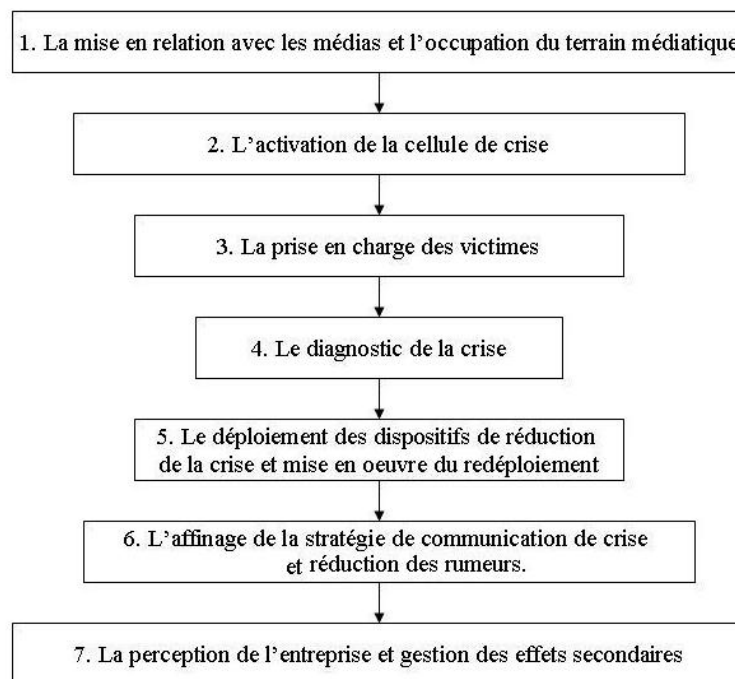 1. La mise en relation avec les médias et l'occupation du terrain médiatique
2. L'activation de la cellule de crise
3. La prise en charge des victimes
4. Le diagnostic de la crise
5. Le déploiement des dispositifs de réduction
de la crise et mise en oeuvre du redéploiement
6. L'affinage de la stratégie de communication de crise
et réduction des rumeurs.
7. La perception de l'entreprise et gestion des effets secondaires